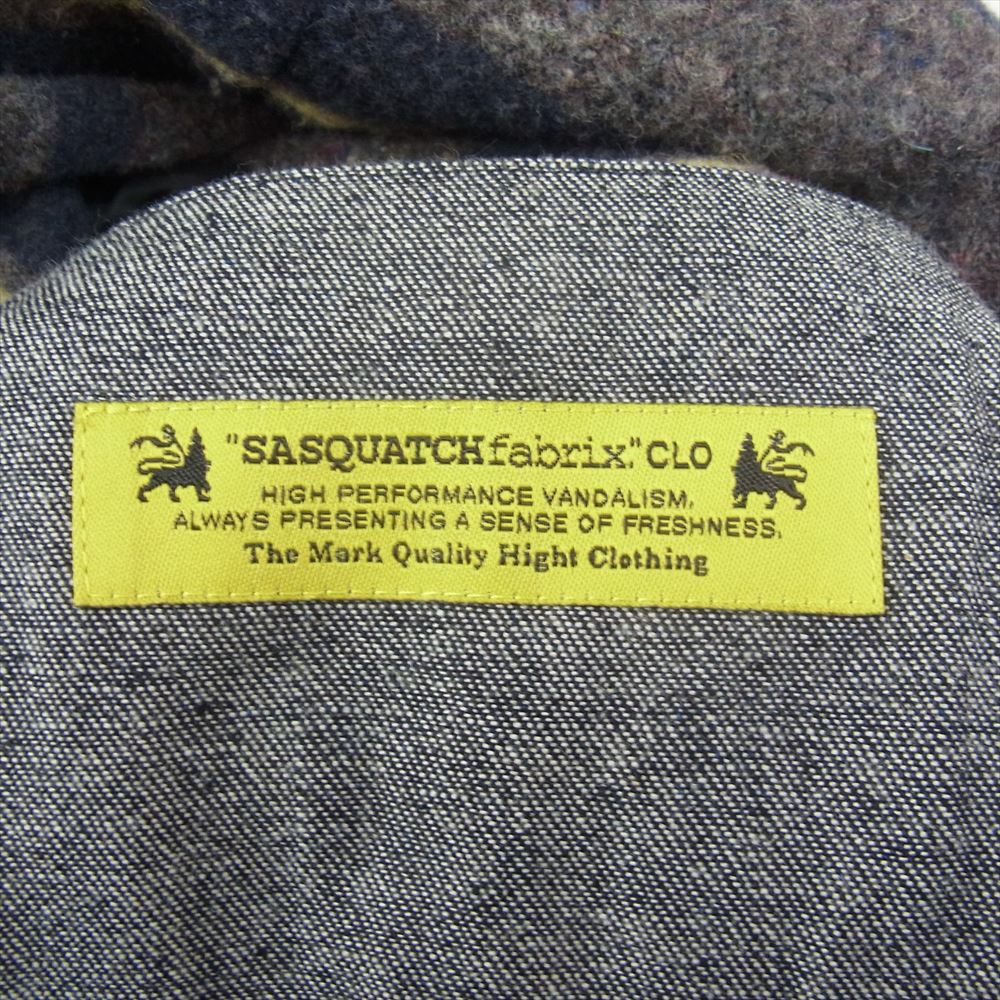 "SASQUATCHfabrix." CLO
HIGH PERFORMANCE VANDALISM.
ALWAYS PRESENTING A SENSE OF FRESHNESS.
The Mark Quality Hight Clothing